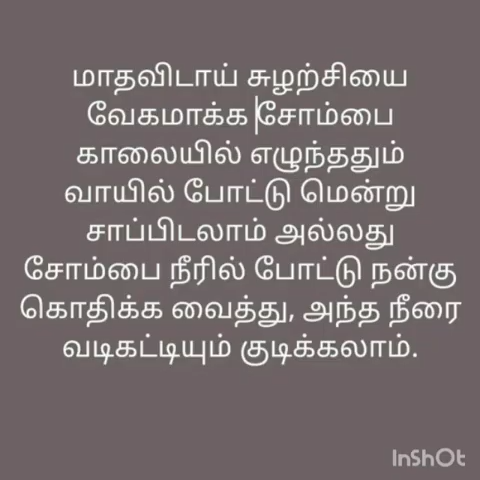 மாதவிடாய் சுழற்சியை
வேகமாக்க சோம்பை
காலையில் எழுந்ததும்
வாயில் போட்டு மென்று
சாப்பிடலாம் அல்லது
சோம்பை நீரில் போட்டு நன்கு
கொதிக்க வைத்து, அந்த நீரை
வடிகட்டியும் குடிக்கலாம்.
InShOt